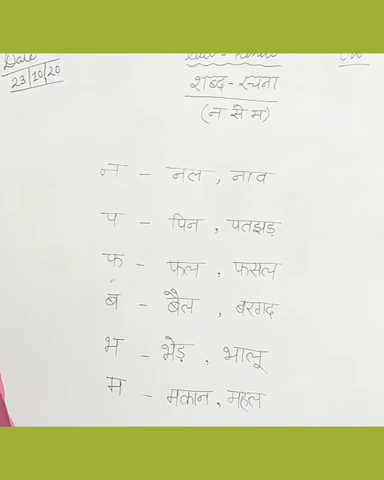 Date
23/10/20
शब्द-रचना
(न से म)
न - नल, नाव
प - पिन, पतझड़
फ - फल, फसल
ब - बैल, बरगद
भ - भेड़, भालू
म - मकान, महल